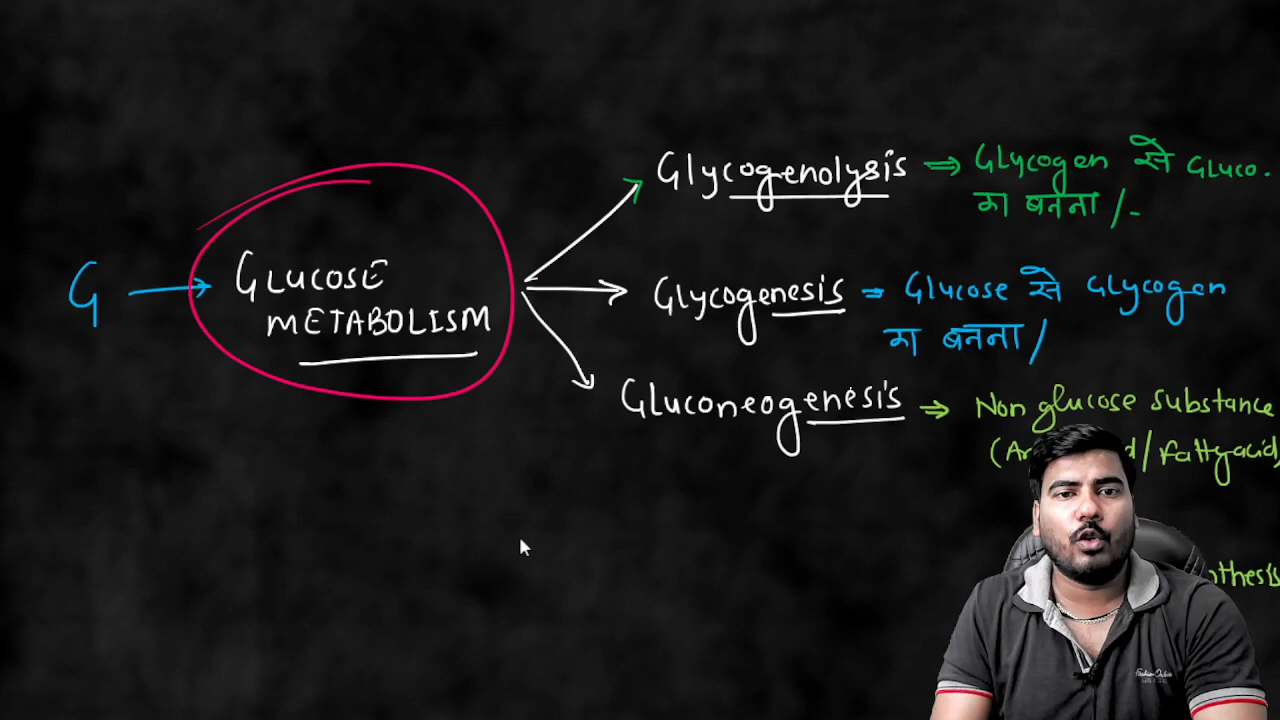 G → GLUCOSE
METABOLISM
Glycogenolysis ⇒ Glycogen से Gluco.
का बनना /-
Glycogenesis = Glucose से Glycogen
का बनना /
Gluconeogenesis ⇒ Non glucose substance
/ fattyacid